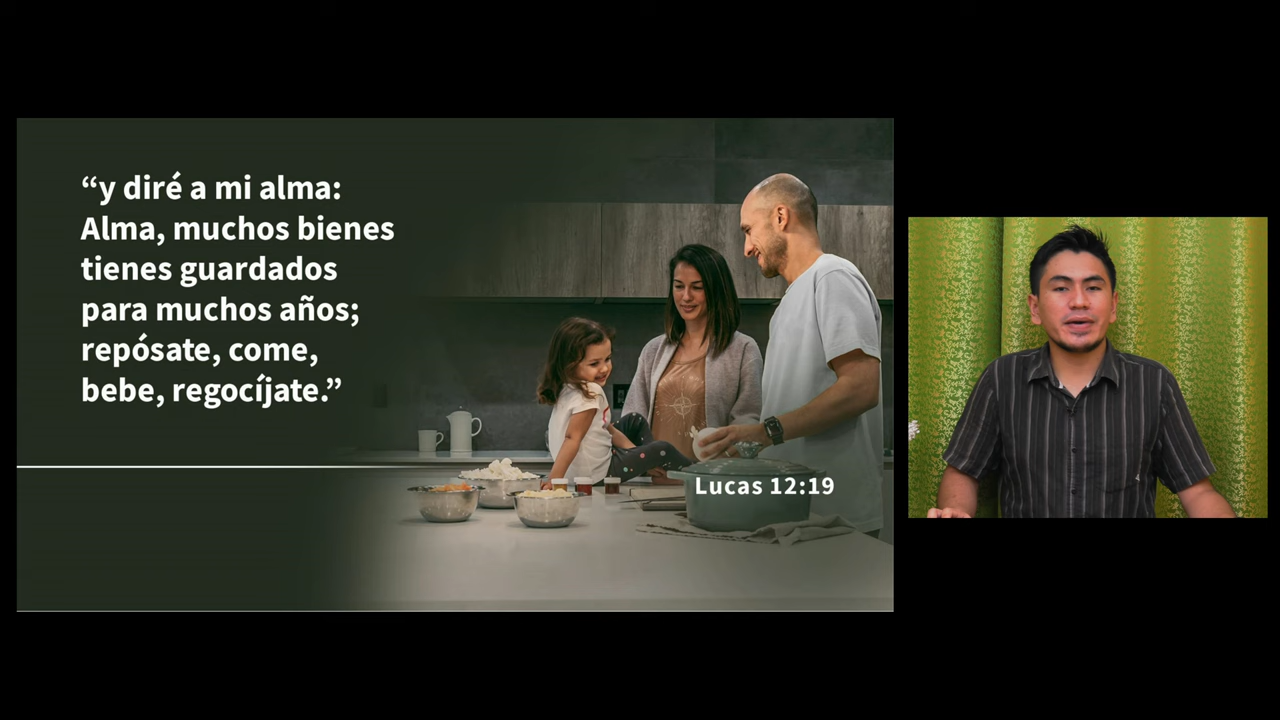 “y diré a mi alma:
Alma, muchos bienes
tienes guardados
para muchos años;
repósate, come,
bebe, regocíjate.”
Lucas 12:19